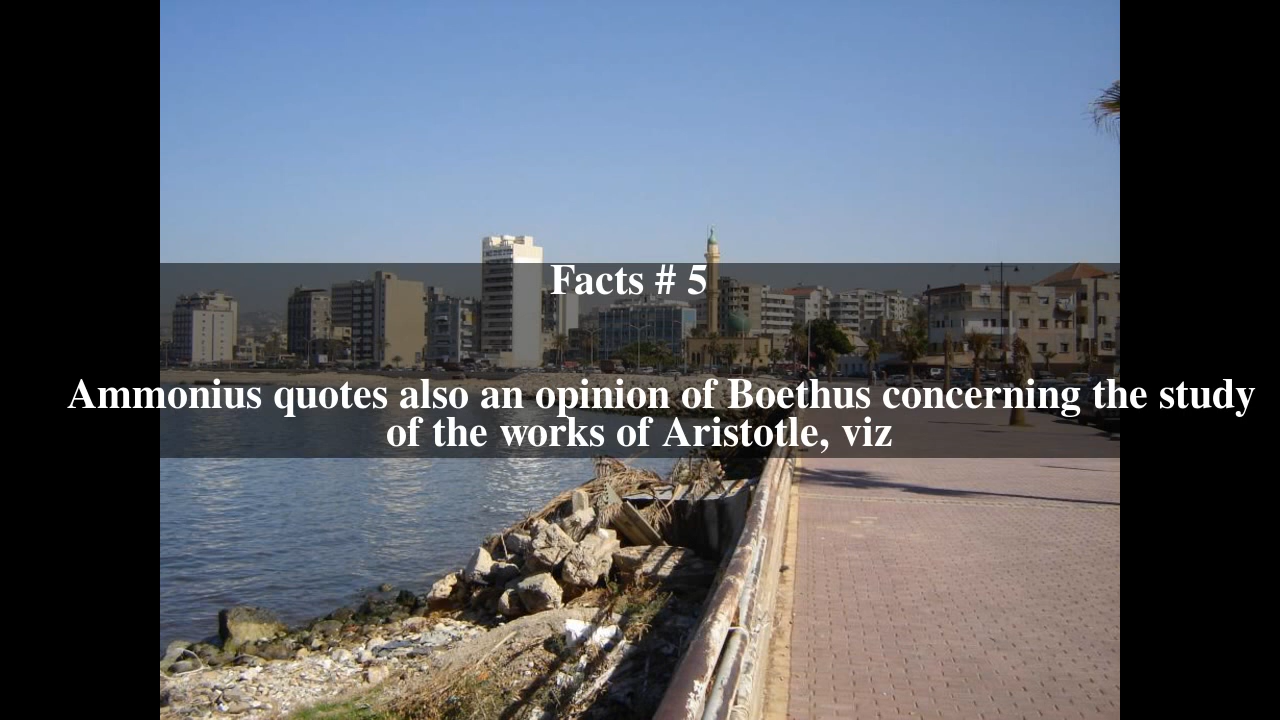 Facts # 5
Ammonius quotes also an opinion of Boethus concerning the study
of the works of Aristotle, viz